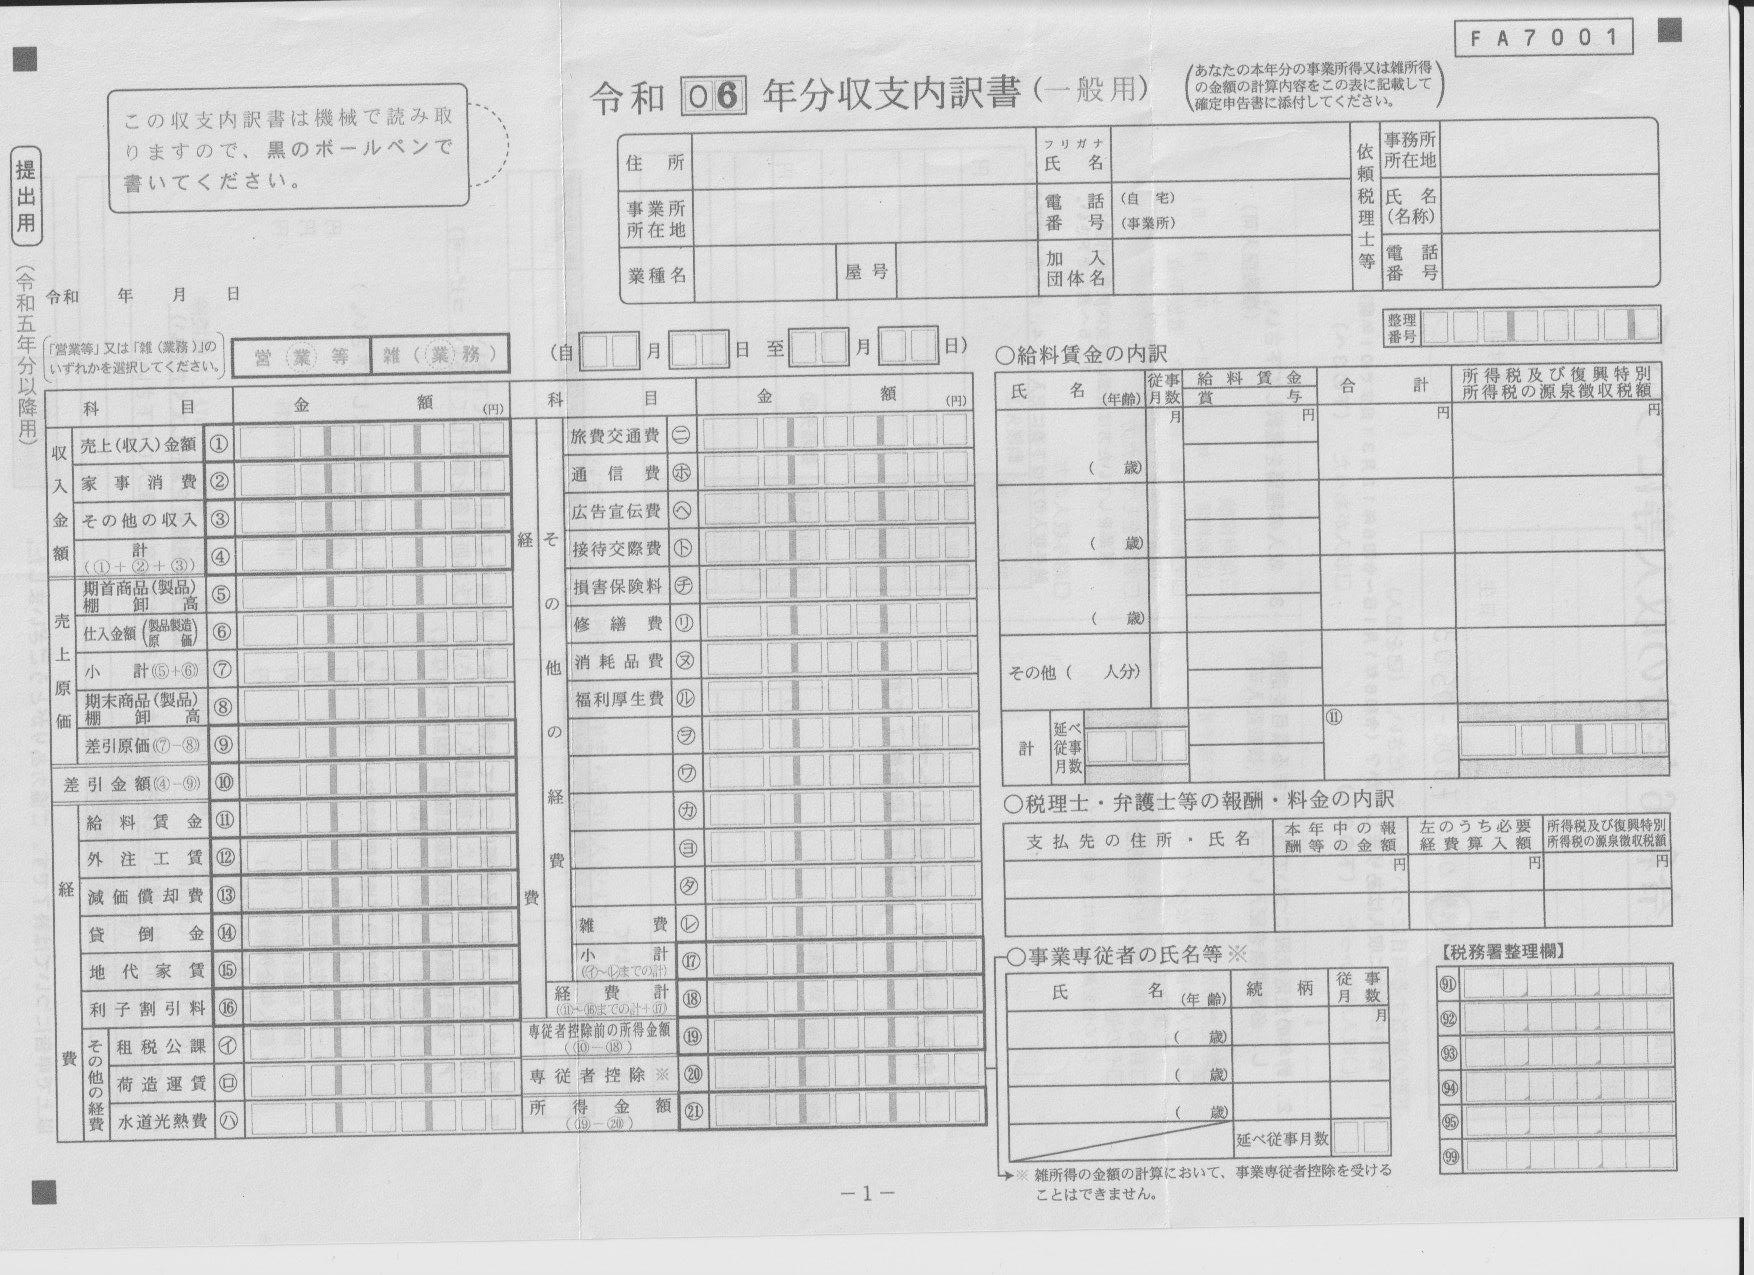 FA7001
令和 06 年分収支内訳書(一般用)
(あなたの本年分の事業所得又は雑所得
の金額の計算内容をこの表に記載して
確定申告書に添付してください。)
この収支内訳書は機械で読み取
りますので、黒のボールペンで
書いてください。
提出用
(令和五年分以降用)
住所
フリガナ
氏名
事業所
所在地
電話
番号
(自宅)
(事業所)
業種名
屋号
加入
団体名
依頼税理士等
事務所
所在地
氏名
(名称)
電話
番号
令和 年 月 日
整理
番号
(「営業等」又は「雑(業務)」の
いずれかを選択してください。)
営業等
雑(業務)
(自 月 日 至 月 日)
科目 金額 (円)
収入金額
売上(収入)金額 ①
家事消費 ②
その他の収入 ③
計
(①+②+③) ④
売上原価
期首商品(製品)
棚卸高 ⑤
仕入金額(製品製造
原価) ⑥
小計(⑤+⑥) ⑦
期末商品(製品)
棚卸高 ⑧
差引原価(⑦-⑧) ⑨
差引金額(④-⑨) ⑩
経費
給料賃金 ⑪
外注工賃 ⑫
減価償却費 ⑬
貸倒金 ⑭
地代家賃 ⑮
利子割引料 ⑯
その他の経費
租税公課 ㋑
荷造運賃 ㋺
水道光熱費 ㋩
科目 金額 (円)
経費
その他の経費
旅費交通費 ㋥
通信費 ㋭
広告宣伝費 ㋬
接待交際費 ㋣
損害保険料 ㋠
修繕費 ㋷
消耗品費 ㋦
福利厚生費 ㋸
㋾
㋻
㋕
㋵
㋟
雑費 ㋹
小計
(㋑~㋹までの計) ⑰
経費計
(⑪~⑯までの計+⑰) ⑱
専従者控除前の所得金額
(⑩-⑱) ⑲
専従者控除※ ⑳
所得金額
(⑲-⑳) ㉑
○給料賃金の内訳
氏名 (年齢)
従事
月数
給料賃金
賞与
合計
所得税及び復興特別
所得税の源泉徴収税額
月 円 円 円
( 歳)
( 歳)
( 歳)
その他( 人分)
計
延べ
従事
月数
⑪
○税理士・弁護士等の報酬・料金の内訳
支払先の住所・氏名
本年中の報
酬等の金額
左のうち必要
経費算入額
所得税及び復興特別
所得税の源泉徴収税額
円 円 円
○事業専従者の氏名等※
氏名 (年齢)
続柄
従事
月数
月
( 歳)
( 歳)
( 歳)
延べ従事月数
※ 雑所得の金額の計算において、事業専従者控除を受ける
ことはできません。
【税務署整理欄】
91
92
93
94
95
99
-1-